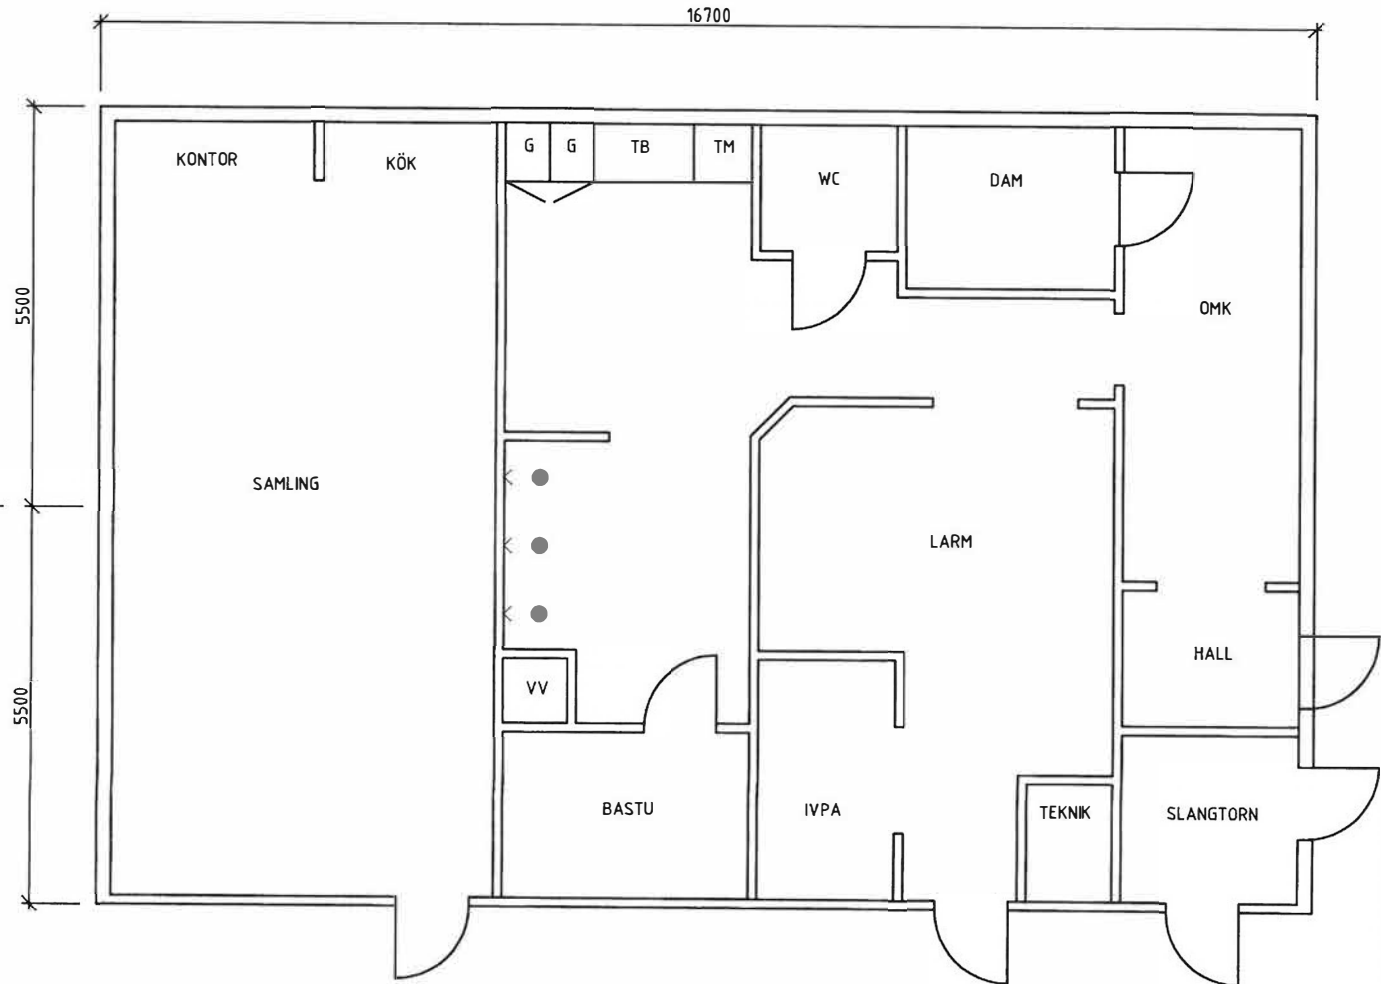 16700
KONTOR
KÖK
G
G
TB
TM
WC
DAM
5500
OMK
SAMLING
LARM
5500
VV
HALL
BASTU
IVPA
TEKNIK
SLANGTORN